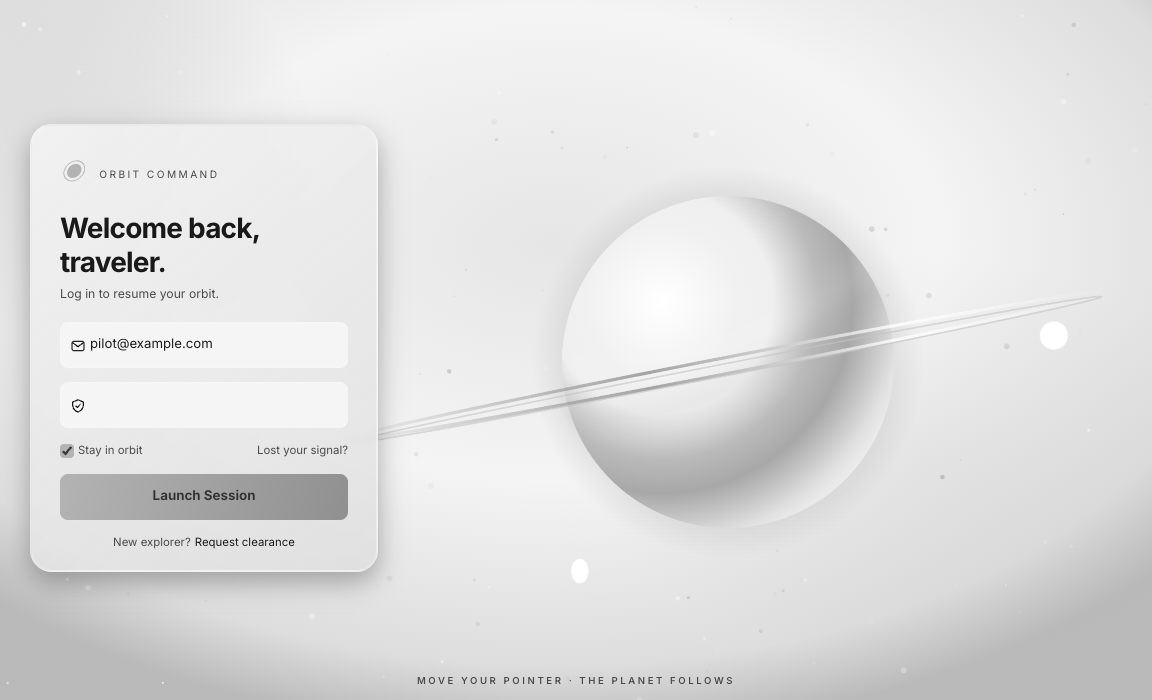 ORBIT COMMAND
Welcome back,
traveler.
Log in to resume your orbit.
pilot@example.com
Stay in orbit
Lost your signal?
Launch Session
New explorer? Request clearance
MOVE YOUR POINTER · THE PLANET FOLLOWS